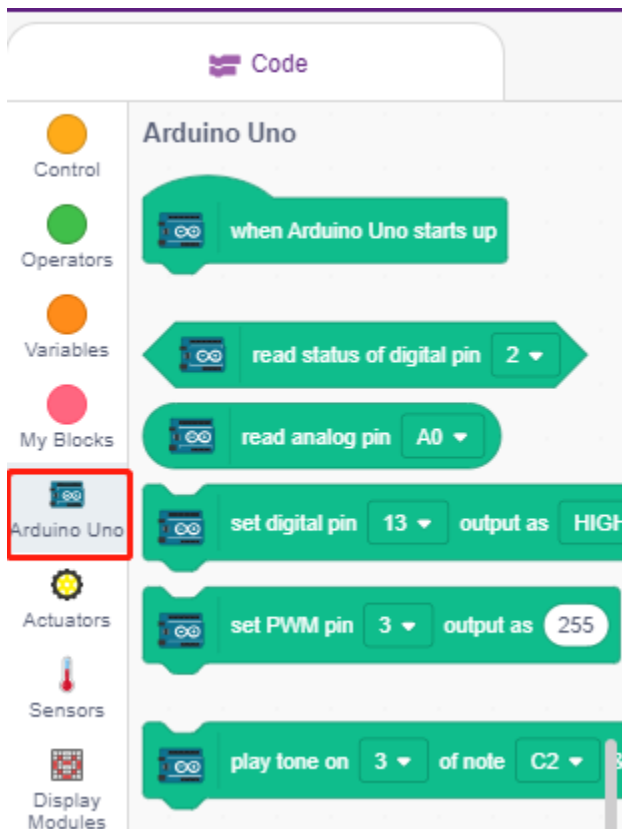 Code
Control
Operators
Variables
My Blocks
Arduino Uno
Actuators
Sensors
Display
Modules
Arduino Uno
when Arduino Uno starts up
read status of digital pin 2
read analog pin A0
set digital pin 13 output as HIGH
set PWM pin 3 output as 255
play tone on 3 of note C2